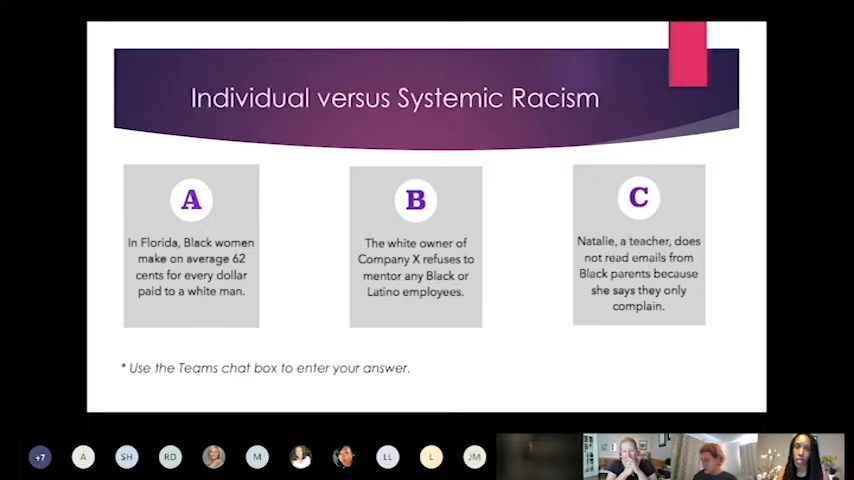 Individual versus Systemic Racism
A
In Florida, Black women
make on average 62
cents for every dollar
paid to a white man.
B
The white owner of
Company X refuses to
mentor any Black or
Latino employees.
C
Natalie, a teacher, does
not read emails from
Black parents because
she says they only
complain.
* Use the Teams chat box to enter your answer.
+7
A
SH
RD
M
LL
L
JM